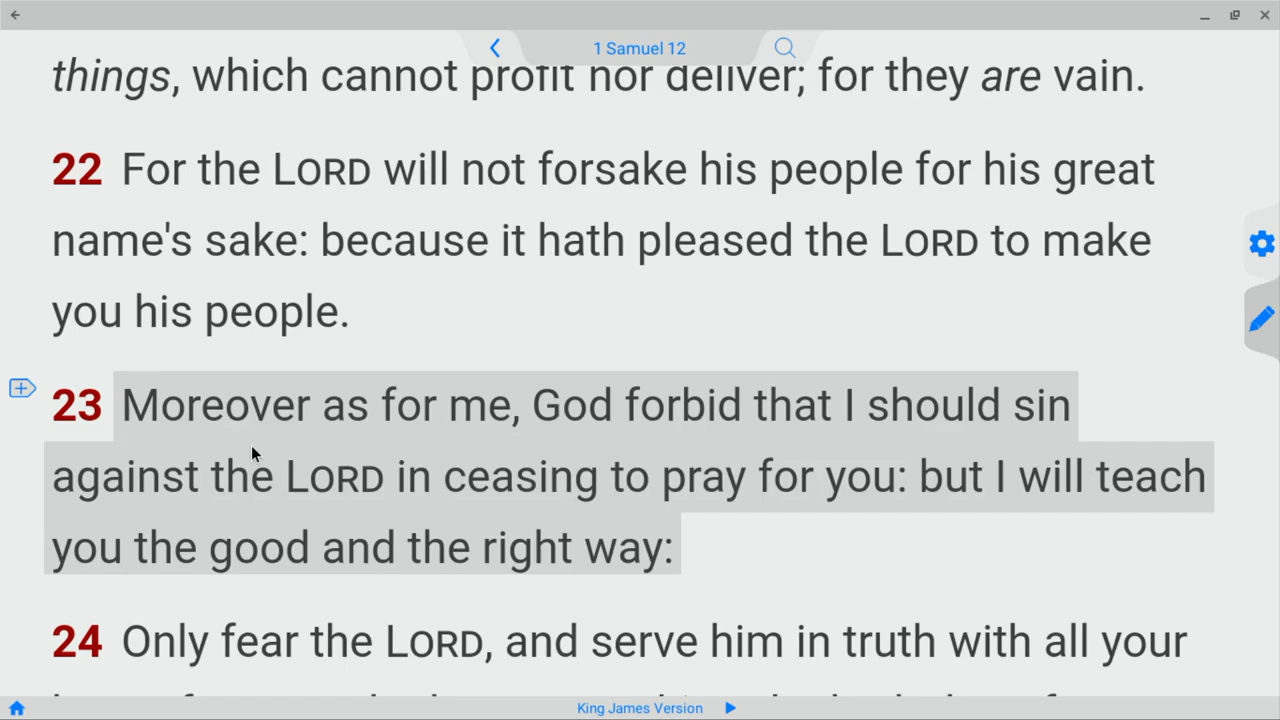 1 Samuel 12
things, which cannot profit nor deliver; for they are vain.
22 For the LORD will not forsake his people for his great
name's sake: because it hath pleased the LORD to make
you his people.
23 Moreover as for me, God forbid that I should sin
against the LORD in ceasing to pray for you: but I will teach
you the good and the right way:
24 Only fear the LORD, and serve him in truth with all your
King James Version